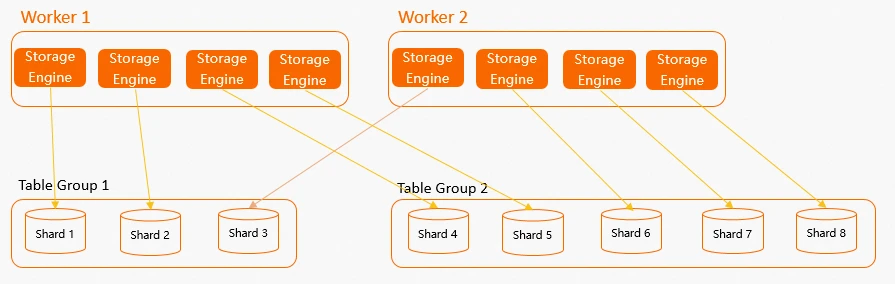 Worker 1
Worker 2
Storage
Engine
Storage
Engine
Storage
Engine
Storage
Engine
Storage
Engine
Storage
Engine
Storage
Engine
Storage
Engine
Table Group 1
Table Group 2
Shard 1
Shard 2
Shard 3
Shard 4
Shard 5
Shard 6
Shard 7
Shard 8